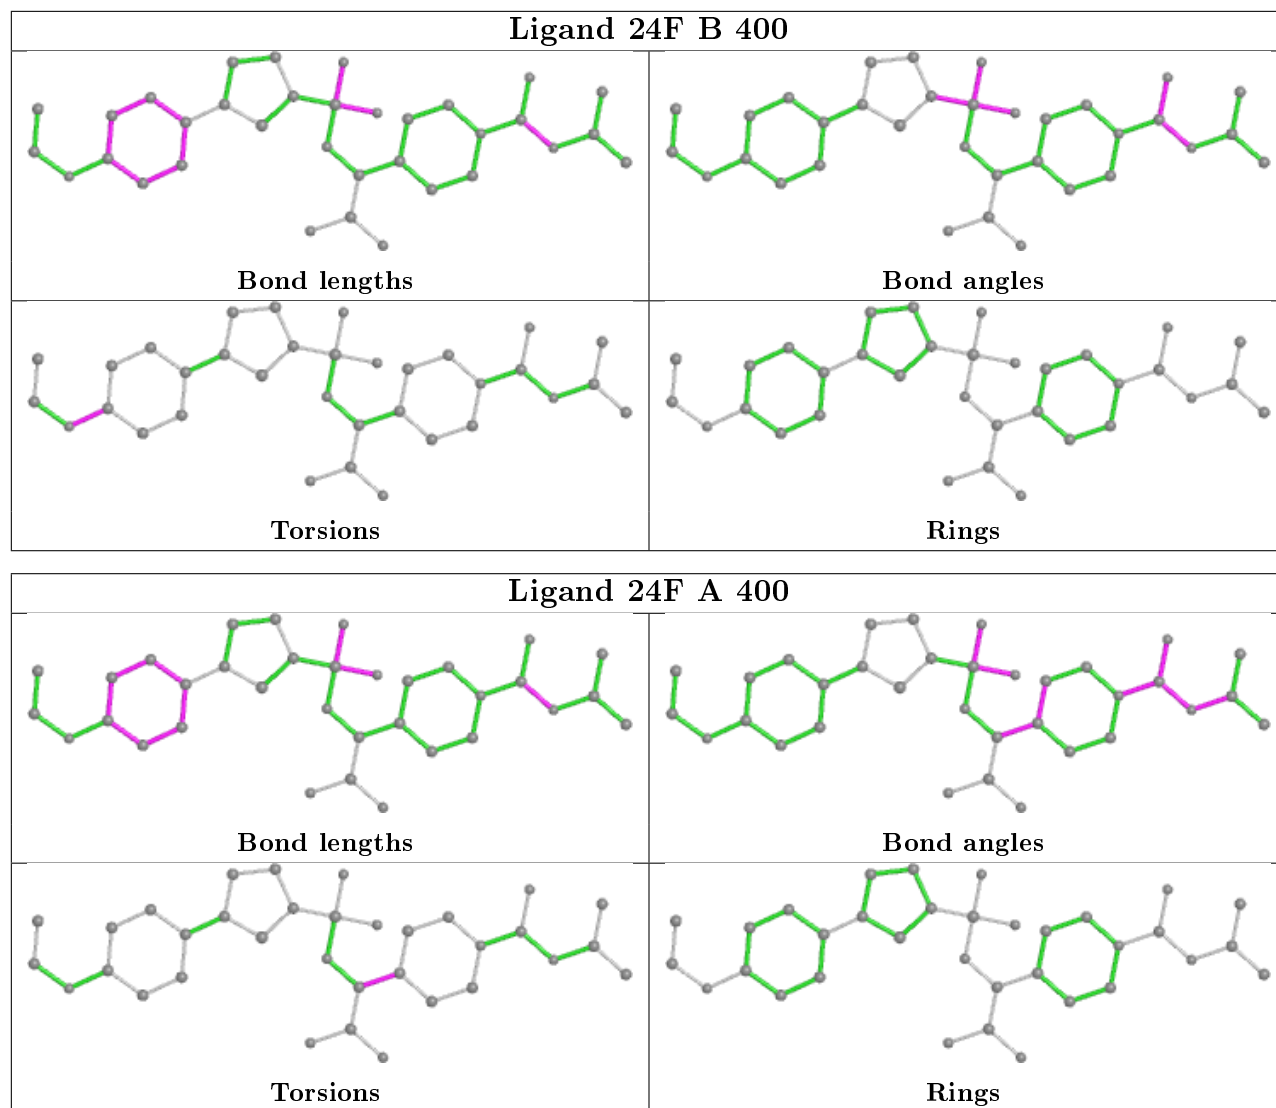 Ligand 24F B 400
Bond lengths
Bond angles
Torsions
Rings
Ligand 24F A 400
Bond lengths
Bond angles
Torsions
Rings